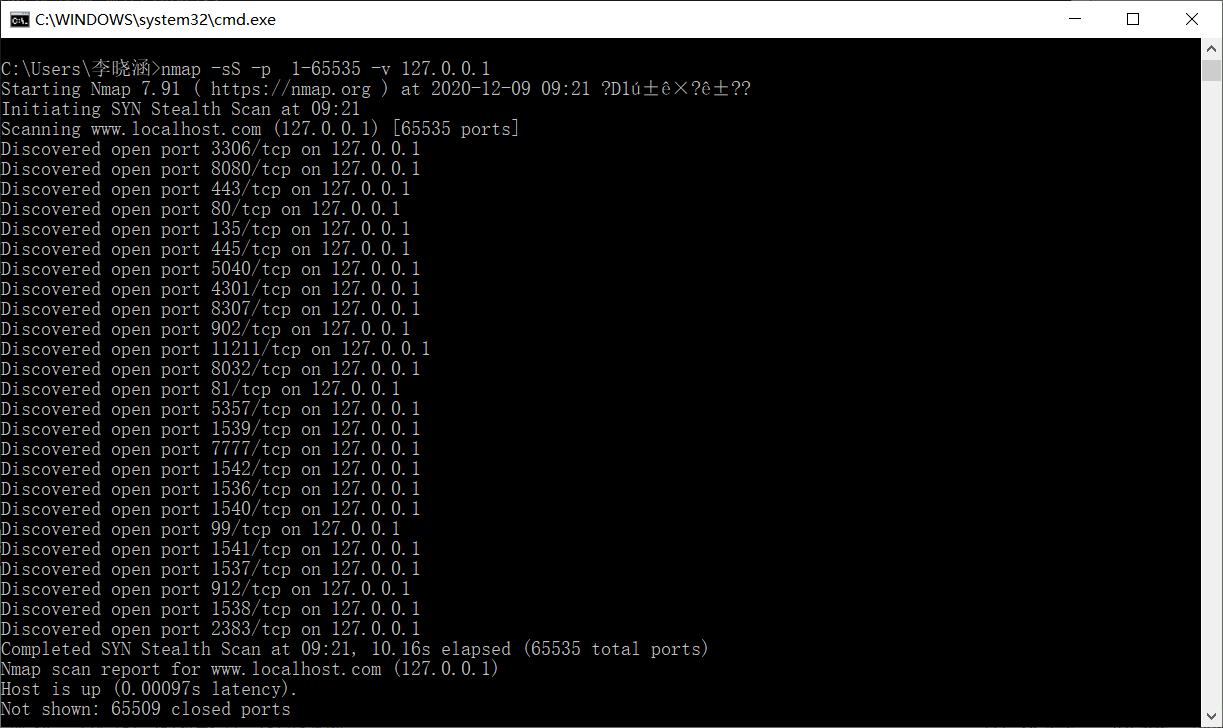 C:\WINDOWS\system32\cmd.exe
C:\Users\李晓涵>nmap -sS -p  1-65535 -v 127.0.0.1
Starting Nmap 7.91 ( https://nmap.org ) at 2020-12-09 09:21 ?D1ú±ê×?ê±??
Initiating SYN Stealth Scan at 09:21
Scanning www.localhost.com (127.0.0.1) [65535 ports]
Discovered open port 3306/tcp on 127.0.0.1
Discovered open port 8080/tcp on 127.0.0.1
Discovered open port 443/tcp on 127.0.0.1
Discovered open port 80/tcp on 127.0.0.1
Discovered open port 135/tcp on 127.0.0.1
Discovered open port 445/tcp on 127.0.0.1
Discovered open port 5040/tcp on 127.0.0.1
Discovered open port 4301/tcp on 127.0.0.1
Discovered open port 8307/tcp on 127.0.0.1
Discovered open port 902/tcp on 127.0.0.1
Discovered open port 11211/tcp on 127.0.0.1
Discovered open port 8032/tcp on 127.0.0.1
Discovered open port 81/tcp on 127.0.0.1
Discovered open port 5357/tcp on 127.0.0.1
Discovered open port 1539/tcp on 127.0.0.1
Discovered open port 7777/tcp on 127.0.0.1
Discovered open port 1542/tcp on 127.0.0.1
Discovered open port 1536/tcp on 127.0.0.1
Discovered open port 1540/tcp on 127.0.0.1
Discovered open port 99/tcp on 127.0.0.1
Discovered open port 1541/tcp on 127.0.0.1
Discovered open port 1537/tcp on 127.0.0.1
Discovered open port 912/tcp on 127.0.0.1
Discovered open port 1538/tcp on 127.0.0.1
Discovered open port 2383/tcp on 127.0.0.1
Completed SYN Stealth Scan at 09:21, 10.16s elapsed (65535 total ports)
Nmap scan report for www.localhost.com (127.0.0.1)
Host is up (0.00097s latency).
Not shown: 65509 closed ports